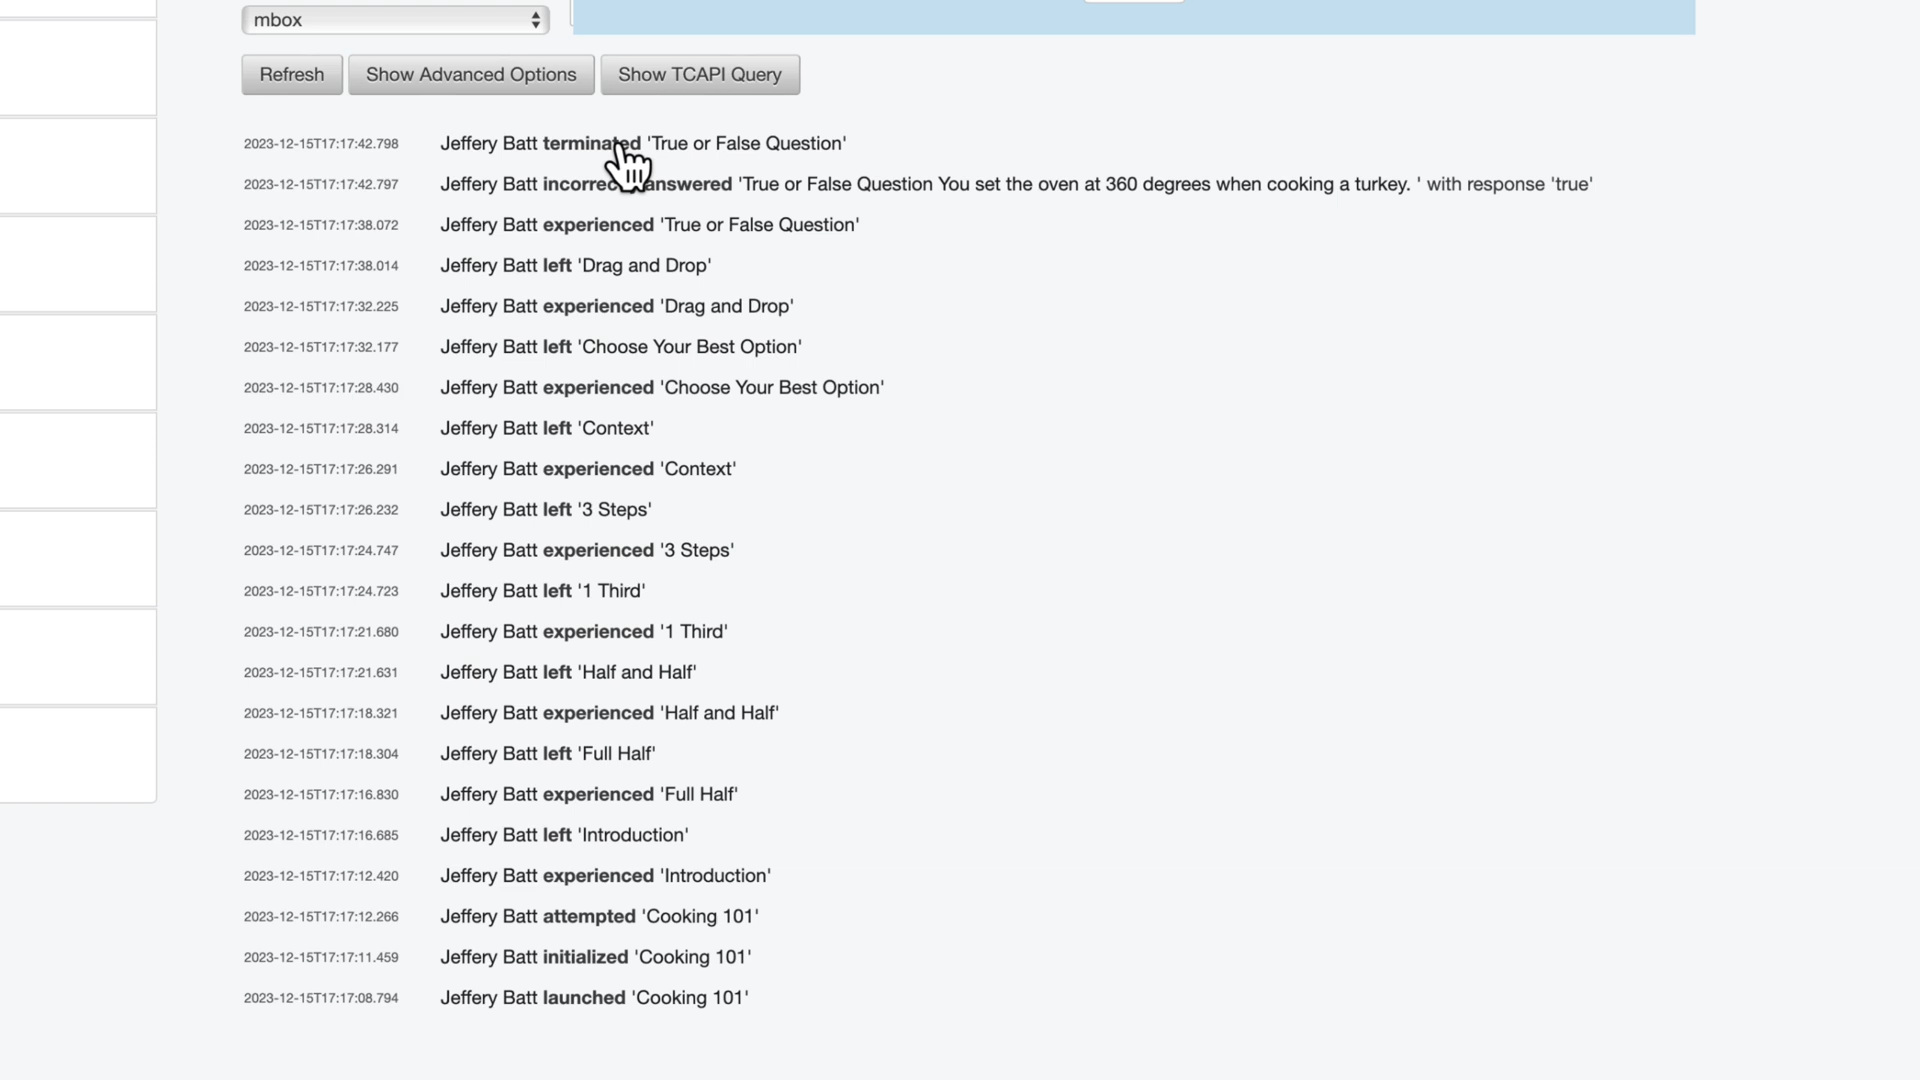 mbox
Refresh Show Advanced Options Show TCAPI Query
2023-12-15T17:17:42.798 Jeffery Batt terminated 'True or False Question'
2023-12-15T17:17:42.797 Jeffery Batt answered 'True or False Question You set the oven at 360 degrees when cooking a turkey. ' with response 'true'
2023-12-15T17:17:38.072 Jeffery Batt experienced 'True or False Question'
2023-12-15T17:17:38.014 Jeffery Batt left 'Drag and Drop'
2023-12-15T17:17:32.225 Jeffery Batt experienced 'Drag and Drop'
2023-12-15T17:17:32.177 Jeffery Batt left 'Choose Your Best Option'
2023-12-15T17:17:28.430 Jeffery Batt experienced 'Choose Your Best Option'
2023-12-15T17:17:28.314 Jeffery Batt left 'Context'
2023-12-15T17:17:26.291 Jeffery Batt experienced 'Context'
2023-12-15T17:17:26.232 Jeffery Batt left '3 Steps'
2023-12-15T17:17:24.747 Jeffery Batt experienced '3 Steps'
2023-12-15T17:17:24.723 Jeffery Batt left '1 Third'
2023-12-15T17:17:21.680 Jeffery Batt experienced '1 Third'
2023-12-15T17:17:21.631 Jeffery Batt left 'Half and Half'
2023-12-15T17:17:18.321 Jeffery Batt experienced 'Half and Half'
2023-12-15T17:17:18.304 Jeffery Batt left 'Full Half'
2023-12-15T17:17:16.830 Jeffery Batt experienced 'Full Half'
2023-12-15T17:17:16.685 Jeffery Batt left 'Introduction'
2023-12-15T17:17:12.420 Jeffery Batt experienced 'Introduction'
2023-12-15T17:17:12.266 Jeffery Batt attempted 'Cooking 101'
2023-12-15T17:17:11.459 Jeffery Batt initialized 'Cooking 101'
2023-12-15T17:17:08.794 Jeffery Batt launched 'Cooking 101'